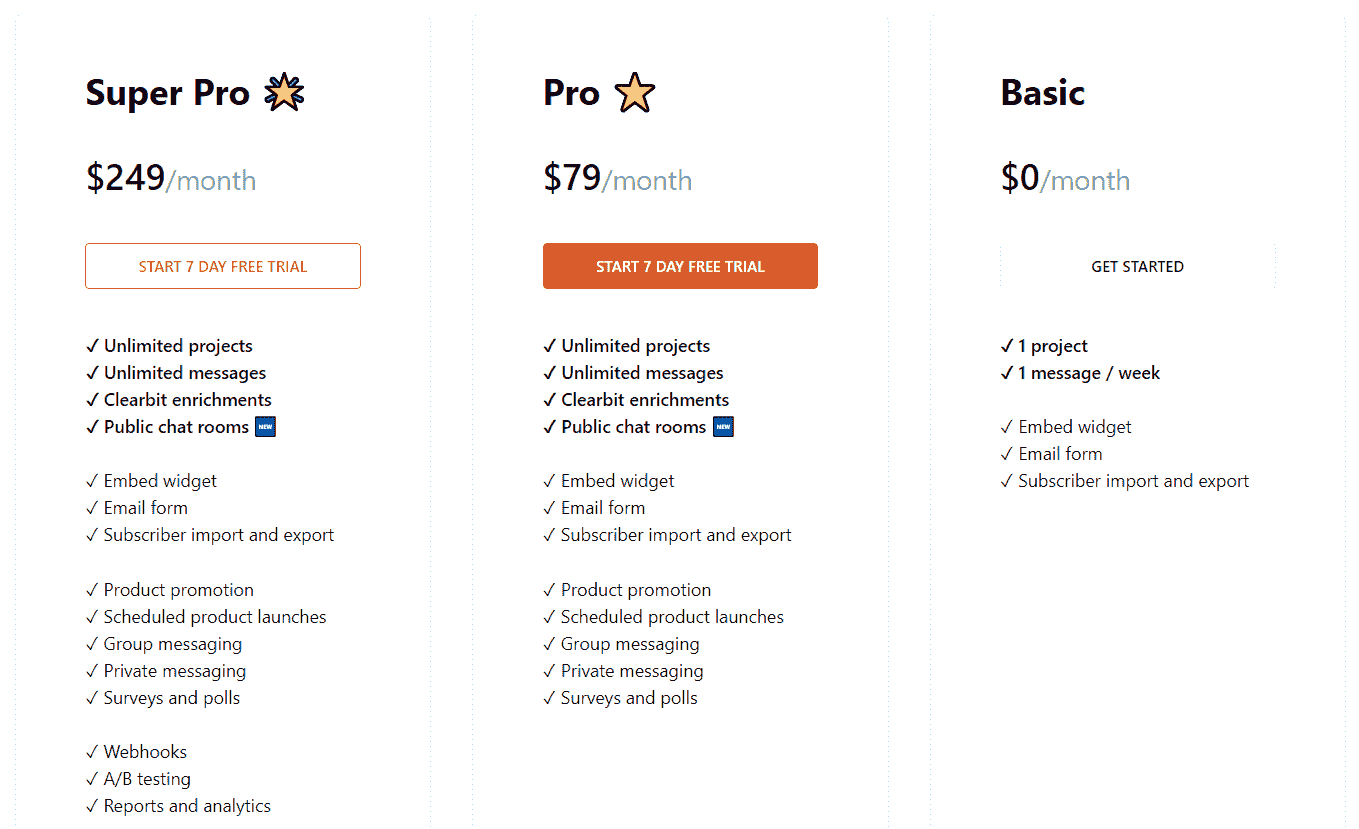 Super Pro
$249/month
START 7 DAY FREE TRIAL
✓ Unlimited projects
✓ Unlimited messages
✓ Clearbit enrichments
✓ Public chat rooms NEW
✓ Embed widget
✓ Email form
✓ Subscriber import and export
✓ Product promotion
✓ Scheduled product launches
✓ Group messaging
✓ Private messaging
✓ Surveys and polls
✓ Webhooks
✓ A/B testing
✓ Reports and analytics
Pro
$79/month
START 7 DAY FREE TRIAL
✓ Unlimited projects
✓ Unlimited messages
✓ Clearbit enrichments
✓ Public chat rooms NEW
✓ Embed widget
✓ Email form
✓ Subscriber import and export
✓ Product promotion
✓ Scheduled product launches
✓ Group messaging
✓ Private messaging
✓ Surveys and polls
Basic
$0/month
GET STARTED
✓ 1 project
✓ 1 message / week
✓ Embed widget
✓ Email form
✓ Subscriber import and export